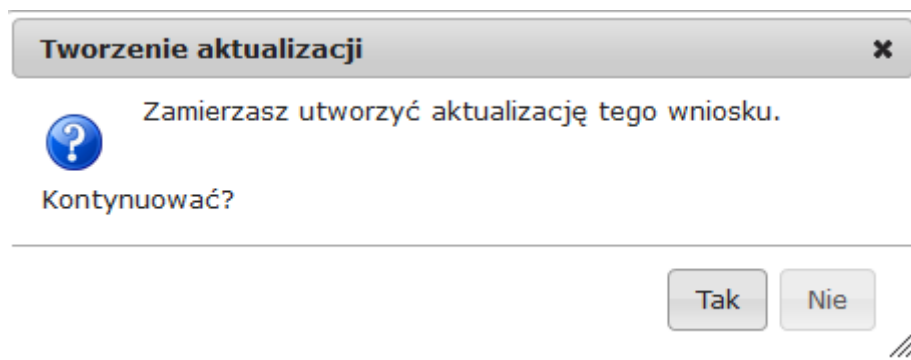 Tworzenie aktualizacji
Zamierzasz utworzyć aktualizację tego wniosku.
Kontynuować?
Tak Nie